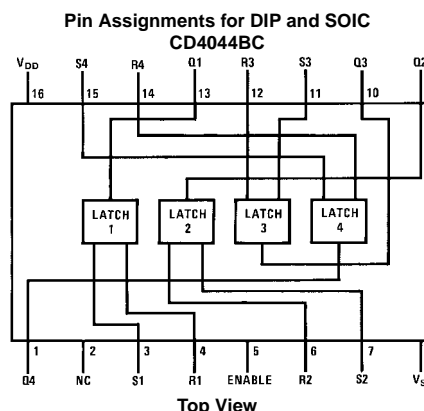 Pin Assignments for DIP and SOIC
CD4044BC
VDD S4 R4 Q1 R3 S3 Q3 Q2
16 15 14 13 12 11 10
LATCH 1 LATCH 2 LATCH 3 LATCH 4
1 2 3 4 5 6 7
Q4 NC S1 R1 ENABLE R2 S2
Top View